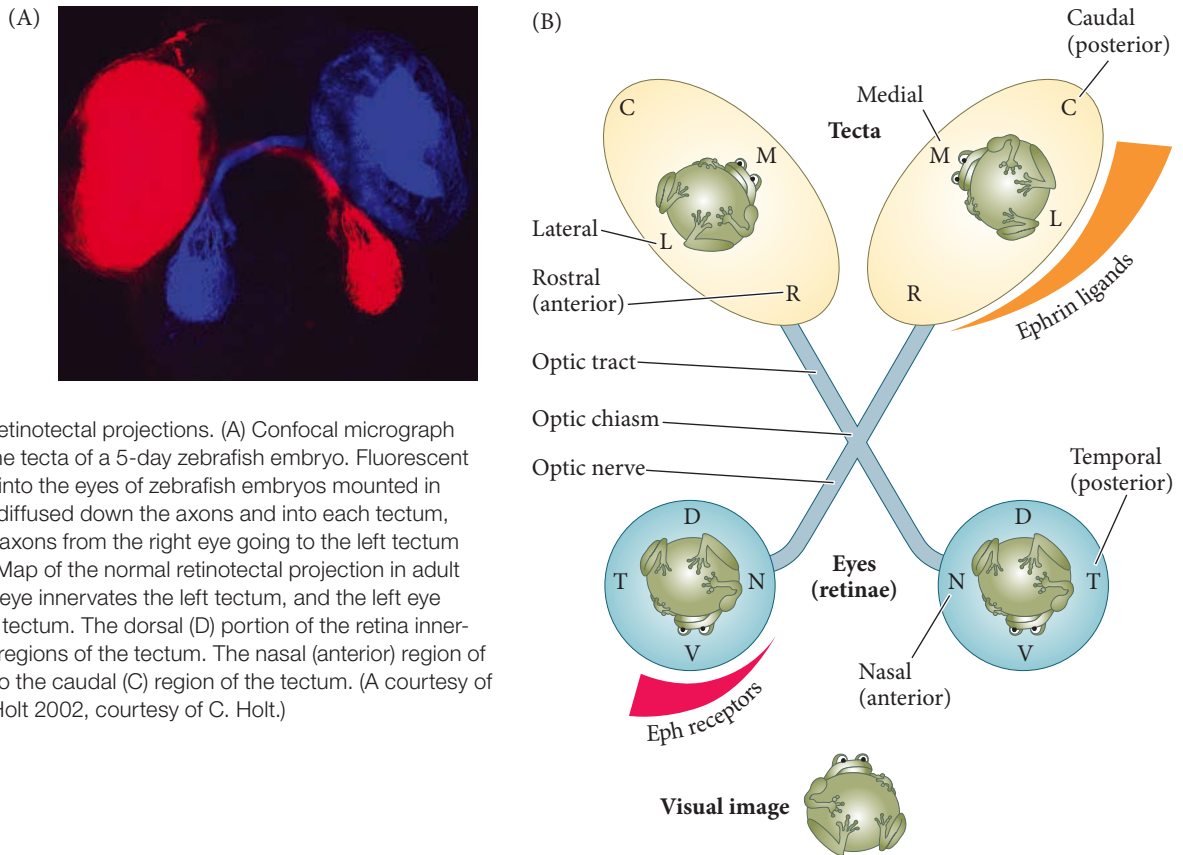 (A)
etinotectal projections. (A) Confocal micrograph
ne tecta of a 5-day zebrafish embryo. Fluorescent
into the eyes of zebrafish embryos mounted in
diffused down the axons and into each tectum,
axons from the right eye going to the left tectum
Map of the normal retinotectal projection in adult
eye innervates the left tectum, and the left eye
tectum. The dorsal (D) portion of the retina inner-
regions of the tectum. The nasal (anterior) region of
o the caudal (C) region of the tectum. (A courtesy of
Holt 2002, courtesy of C. Holt.)
(B)
Caudal
(posterior)
Medial
Tecta
C
C
M
M
Lateral
L
L
Rostral
(anterior)
R
R
Ephrin ligands
Optic tract
Optic chiasm
Optic nerve
Temporal
(posterior)
D
D
T
N
Eyes
(retinae)
N
T
V
V
Nasal
(anterior)
Eph receptors
Visual image